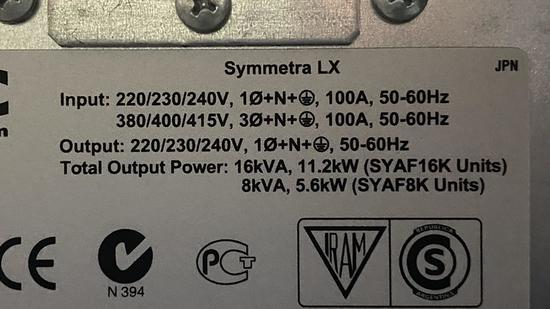 Symmetra LX
JPN
Input: 220/230/240V, 1Ø+N+⏚, 100A, 50-60Hz
380/400/415V, 3Ø+N+⏚, 100A, 50-60Hz
Output: 220/230/240V, 1Ø+N+⏚, 50-60Hz
Total Output Power: 16kVA, 11.2kW (SYAF16K Units)
8kVA, 5.6kW (SYAF8K Units)
CE
N 394
PCT
IRAM
REPUBLICA
S
ARGENTINA